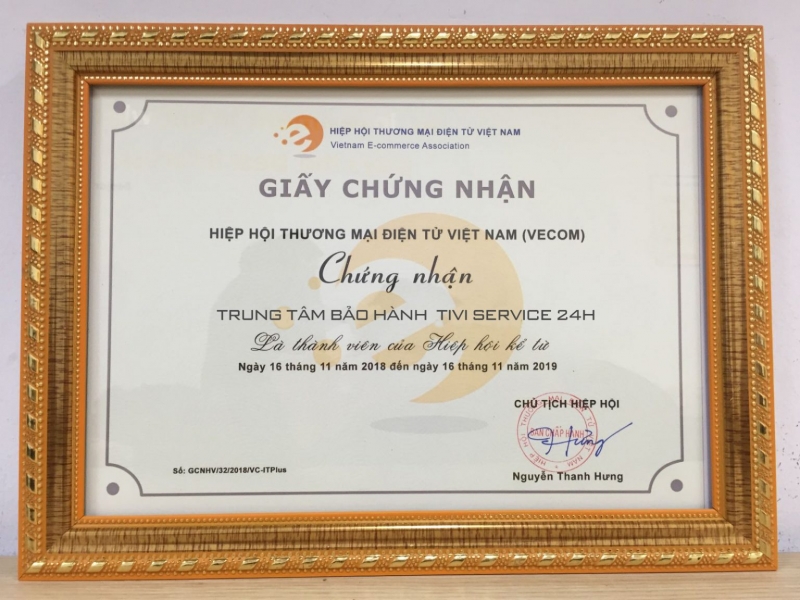 HIỆP HỘI THƯƠNG MẠI ĐIỆN TỬ VIỆT NAM
Vietnam E-commerce Association
GIẤY CHỨNG NHẬN
HIỆP HỘI THƯƠNG MẠI ĐIỆN TỬ VIỆT NAM (VECOM)
Chứng nhận
TRUNG TÂM BẢO HÀNH TIVI SERVICE 24H
Là thành viên của Hiệp hội kể từ
Ngày 16 tháng 11 năm 2018 đến ngày 16 tháng 11 năm 2019
CHỦ TỊCH HIỆP HỘI
BAN CHẤP HÀNH
Nguyễn Thanh Hưng
Số: GCNHV/32/2018/VC-ITPlus